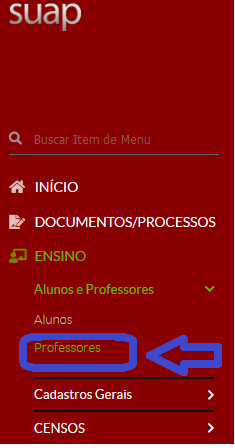 suap
Buscar Item de Menu
INÍCIO
DOCUMENTOS/PROCESSOS
ENSINO
Alunos e Professores
Alunos
Professores
Cadastros Gerais
CENSOS